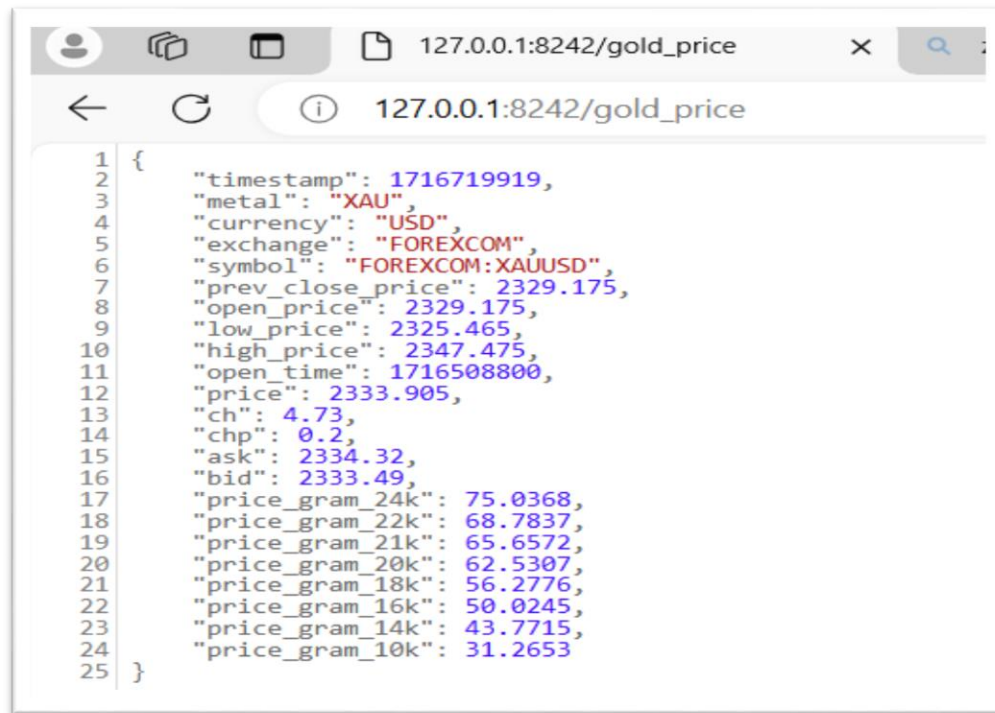 127.0.0.1:8242/gold_price
127.0.0.1:8242/gold_price
1 {
2 "timestamp": 1716719919,
3 "metal": "XAU",
4 "currency": "USD",
5 "exchange": "FOREXCOM",
6 "symbol": "FOREXCOM:XAUUSD",
7 "prev_close_price": 2329.175,
8 "open_price": 2329.175,
9 "low_price": 2325.465,
10 "high_price": 2347.475,
11 "open_time": 1716508800,
12 "price": 2333.905,
13 "ch": 4.73,
14 "chp": 0.2,
15 "ask": 2334.32,
16 "bid": 2333.49,
17 "price_gram_24k": 75.0368,
18 "price_gram_22k": 68.7837,
19 "price_gram_21k": 65.6572,
20 "price_gram_20k": 62.5307,
21 "price_gram_18k": 56.2776,
22 "price_gram_16k": 50.0245,
23 "price_gram_14k": 43.7715,
24 "price_gram_10k": 31.2653
25 }